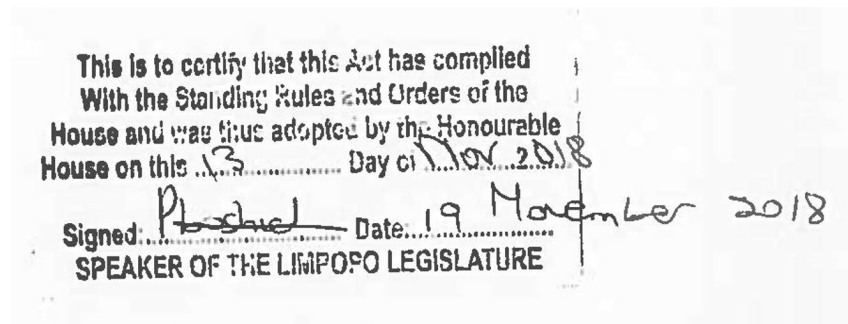 This is to certify that this Act has complied
With the Standing Rules and Orders of the
House and was thus adopted by the Honourable
House on this ..13................ Day of Nov 2018
Signed:........................... Date:...19 November 2018
SPEAKER OF THE LIMPOPO LEGISLATURE